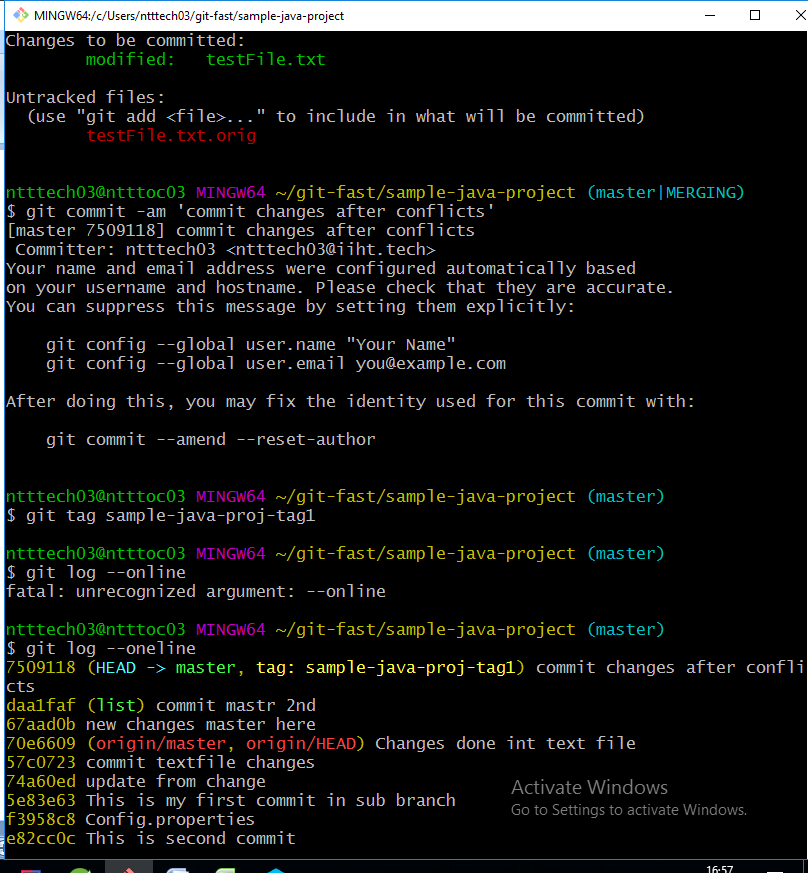 MINGW64:/c/Users/ntttech03/git-fast/sample-java-project
Changes to be committed:
        modified:   testFile.txt

Untracked files:
  (use "git add <file>..." to include in what will be committed)
        testFile.txt.orig

ntttech03@ntttoc03 MINGW64 ~/git-fast/sample-java-project (master|MERGING)
$ git commit -am 'commit changes after conflicts'
[master 7509118] commit changes after conflicts
 Committer: ntttech03 <ntttech03@iiht.tech>
Your name and email address were configured automatically based
on your username and hostname. Please check that they are accurate.
You can suppress this message by setting them explicitly:

    git config --global user.name "Your Name"
    git config --global user.email you@example.com

After doing this, you may fix the identity used for this commit with:

    git commit --amend --reset-author

ntttech03@ntttoc03 MINGW64 ~/git-fast/sample-java-project (master)
$ git tag sample-java-proj-tag1

ntttech03@ntttoc03 MINGW64 ~/git-fast/sample-java-project (master)
$ git log --online
fatal: unrecognized argument: --online

ntttech03@ntttoc03 MINGW64 ~/git-fast/sample-java-project (master)
$ git log --oneline
7509118 (HEAD -> master, tag: sample-java-proj-tag1) commit changes after confli
cts
daa1faf (list) commit mastr 2nd
67aad0b new changes master here
70e6609 (origin/master, origin/HEAD) Changes done int text file
57c0723 commit textfile changes
74a60ed update from change
5e83e63 This is my first commit in sub branch
f3958c8 Config.properties
e82cc0c This is second commit
Activate Windows
Go to Settings to activate Windows.
16:57